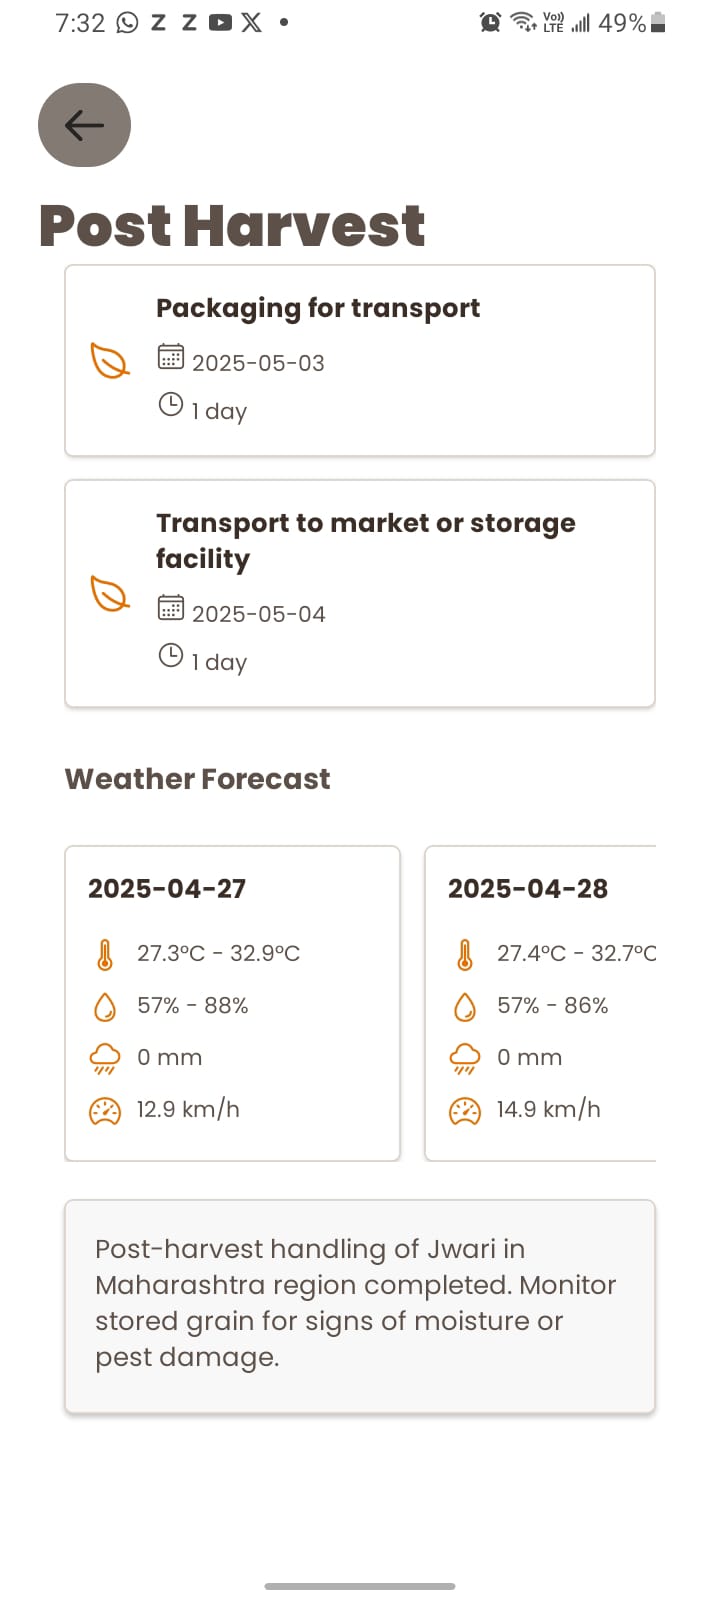 7:32 Z Z X 49%
Vo))
LTE
Post Harvest
Packaging for transport
2025-05-03
1 day
Transport to market or storage
facility
2025-05-04
1 day
Weather Forecast
2025-04-27
27.3°C - 32.9°C
57% - 88%
0 mm
12.9 km/h
2025-04-28
27.4°C - 32.7°C
57% - 86%
0 mm
14.9 km/h
Post-harvest handling of Jwari in
Maharashtra region completed. Monitor
stored grain for signs of moisture or
pest damage.